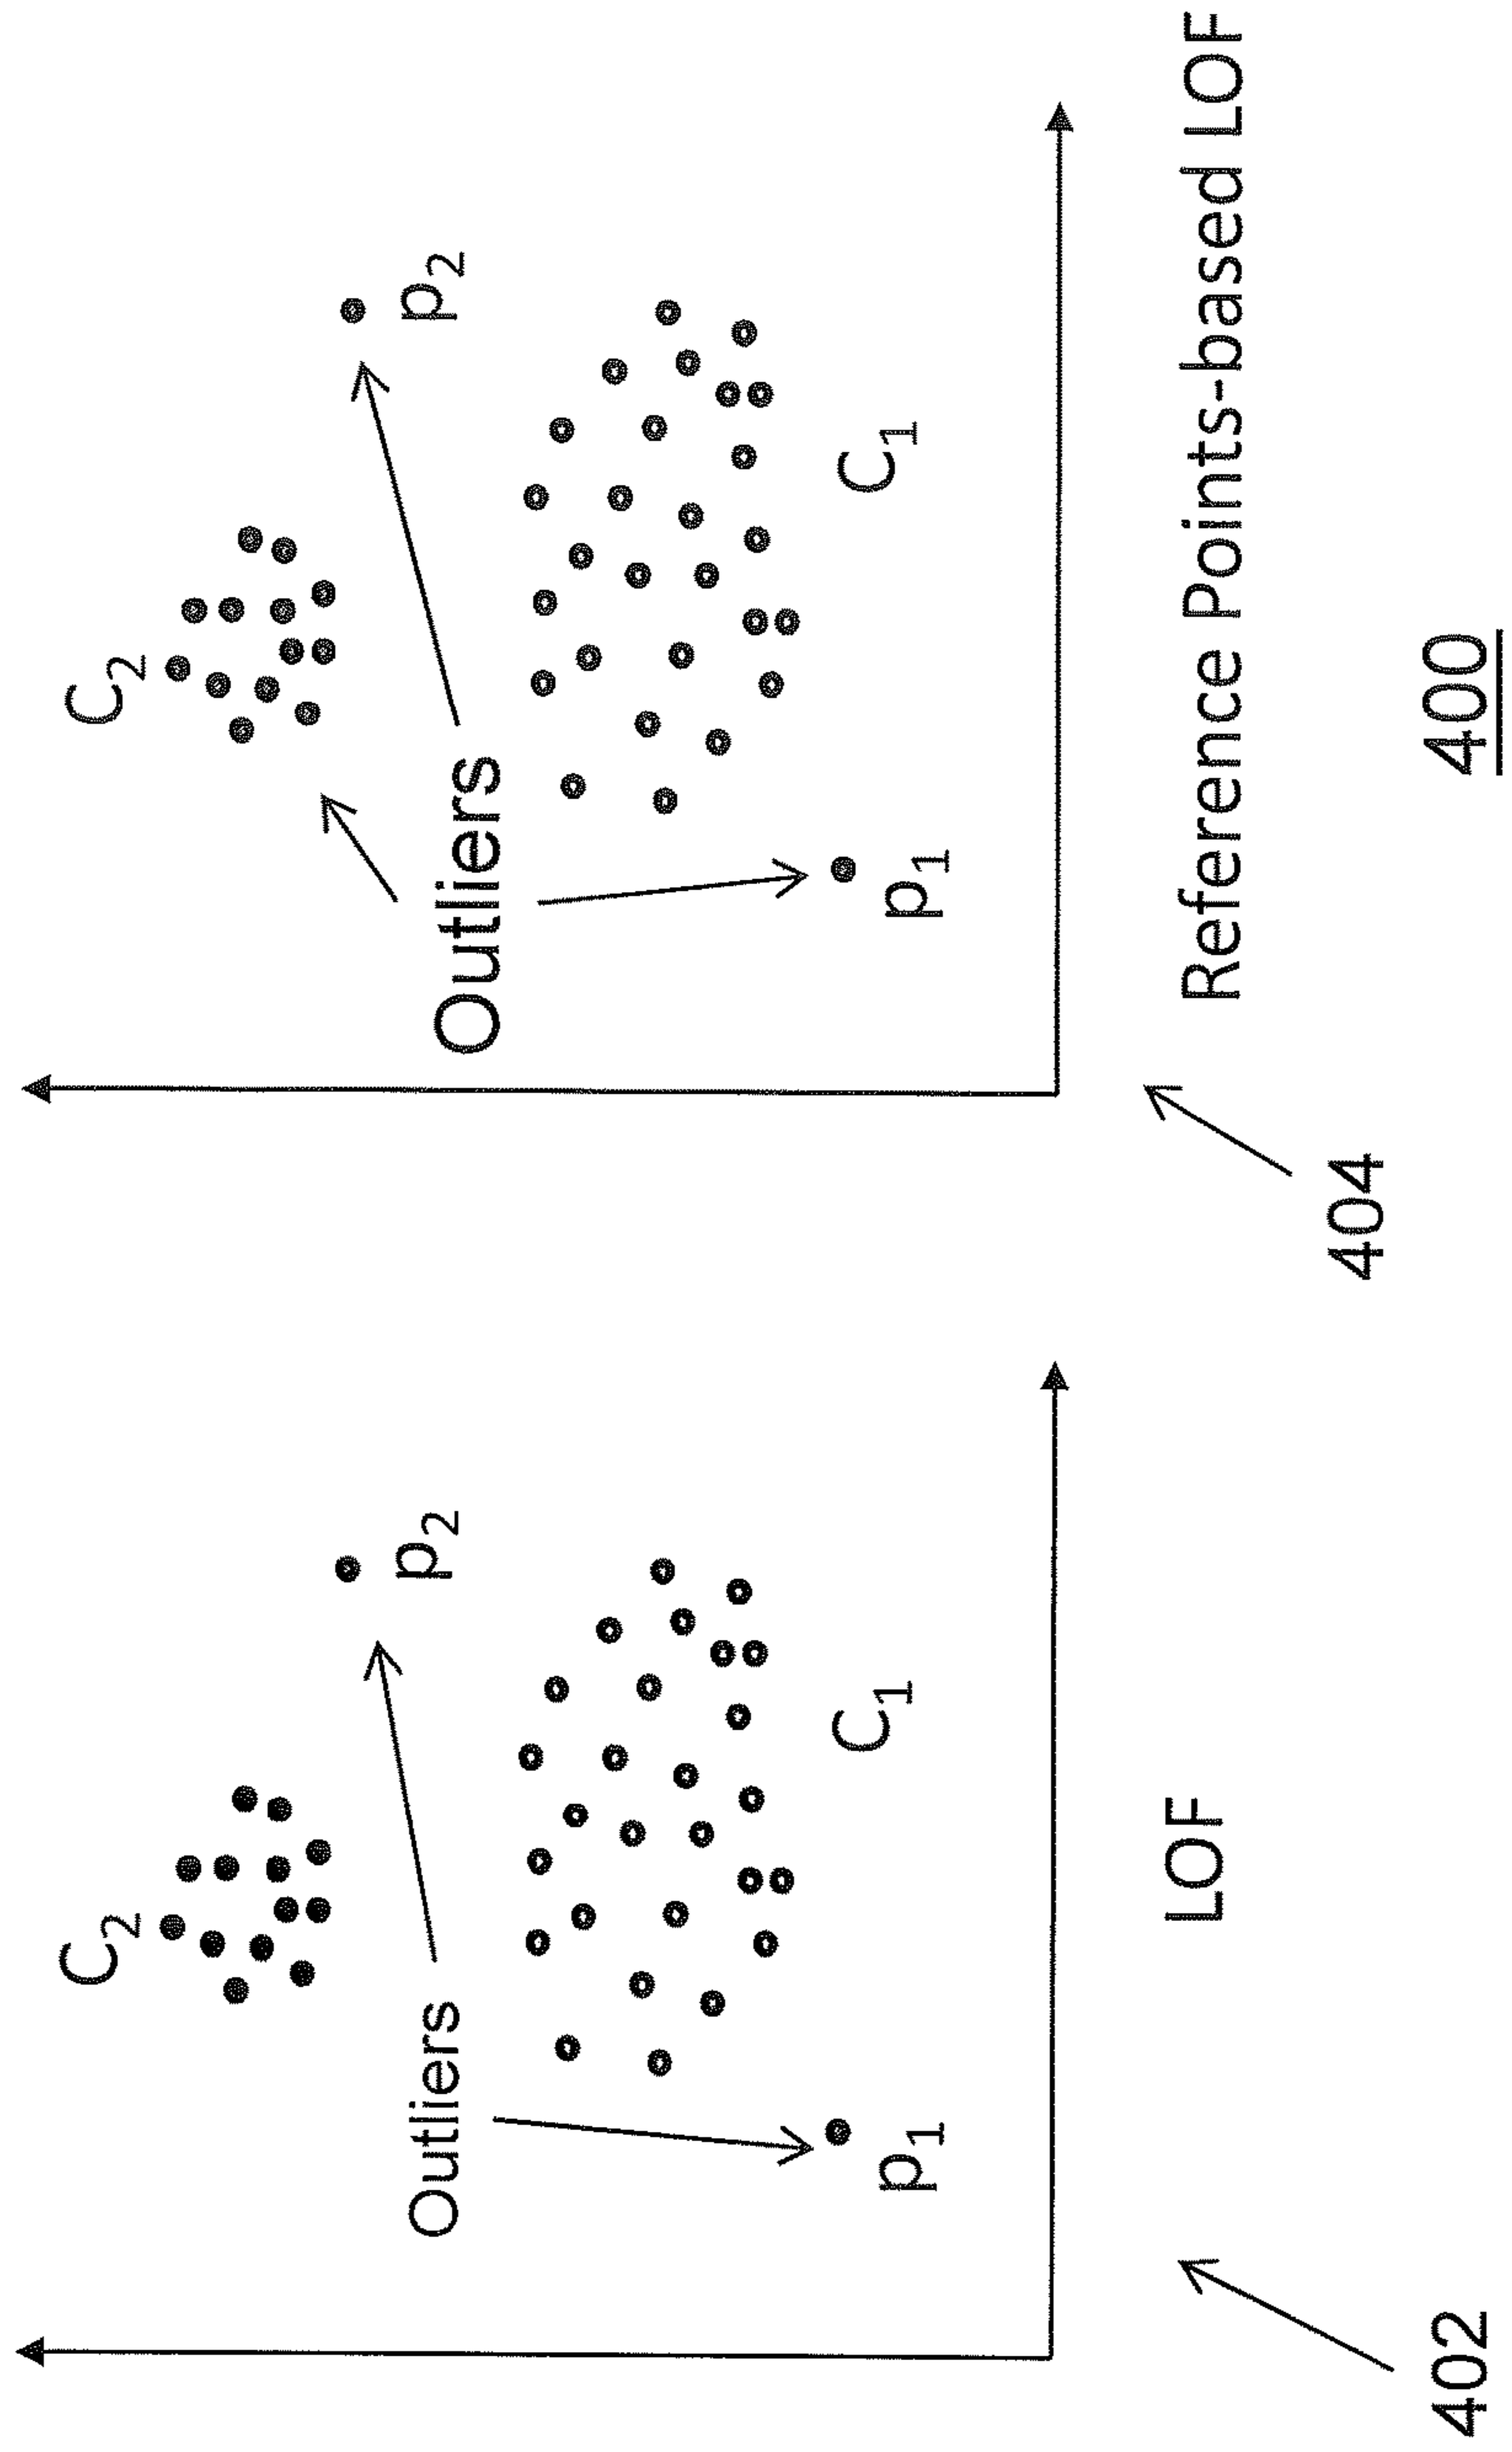 C2
Outliers
p2
p1
C1
LOF
402
C2
Outliers
p2
p1
C1
Reference Points-based LOF
404
400